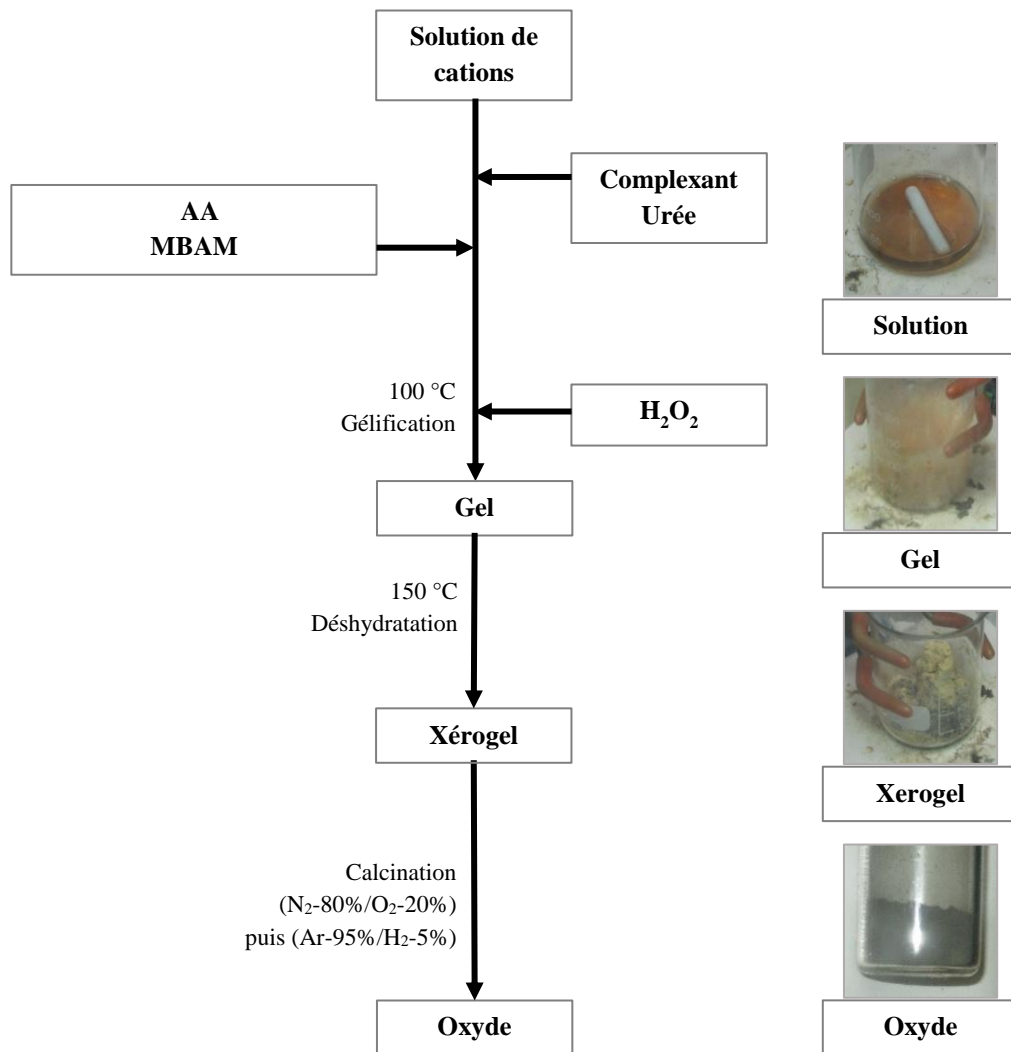 Solution de
cations
Complexant
Urée
AA
MBAM
100 °C
Gélification
H₂O₂
Gel
150 °C
Déshydratation
Xérogel
Calcination
(N₂-80%/O₂-20%)
puis (Ar-95%/H₂-5%)
Oxyde
Solution
Gel
Xerogel
Oxyde